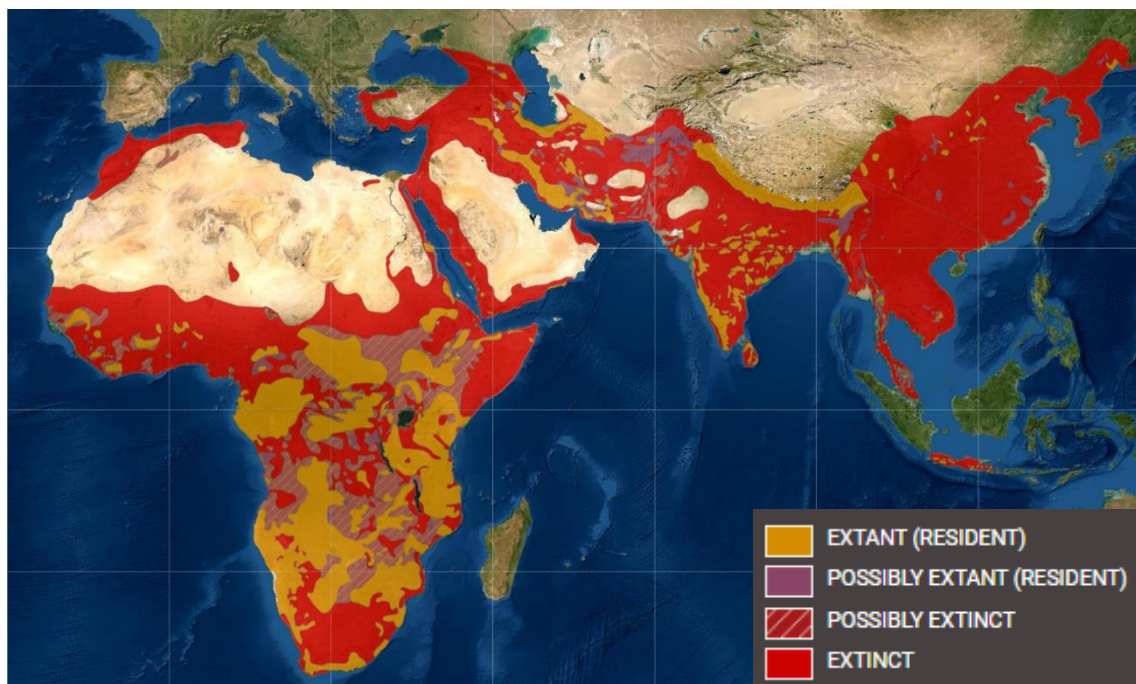 EXTANT (RESIDENT)
POSSIBLY EXTANT (RESIDENT)
POSSIBLY EXTINCT
EXTINCT